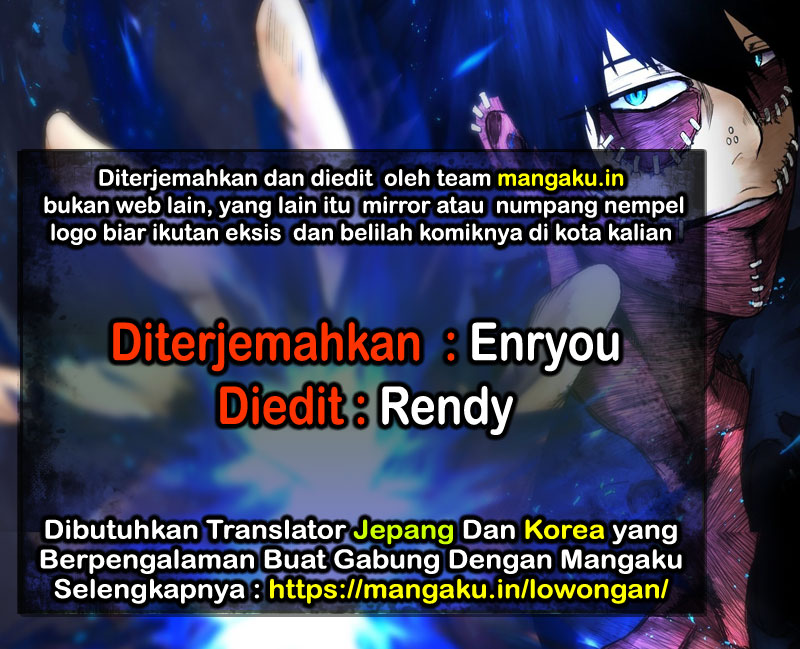 Diterjemahkan dan diedit oleh team mangaku.in
bukan web lain, yang lain itu mirror atau numpang nempel
logo biar ikutan eksis dan belilah komiknya di kota kalian
Diterjemahkan : Enryou
Diedit : Rendy
Dibutuhkan Translator Jepang Dan Korea yang
Berpengalaman Buat Gabung Dengan Mangaku
Selengkapnya : https://mangaku.in/lowongan/